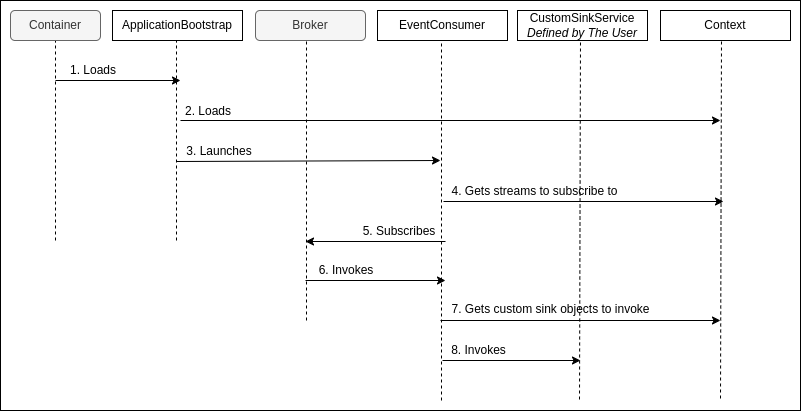 Container
ApplicationBootstrap
Broker
EventConsumer
CustomSinkService
Defined by The User
Context
1. Loads
2. Loads
3. Launches
4. Gets streams to subscribe to
5. Subscribes
6. Invokes
7. Gets custom sink objects to invoke
8. Invokes